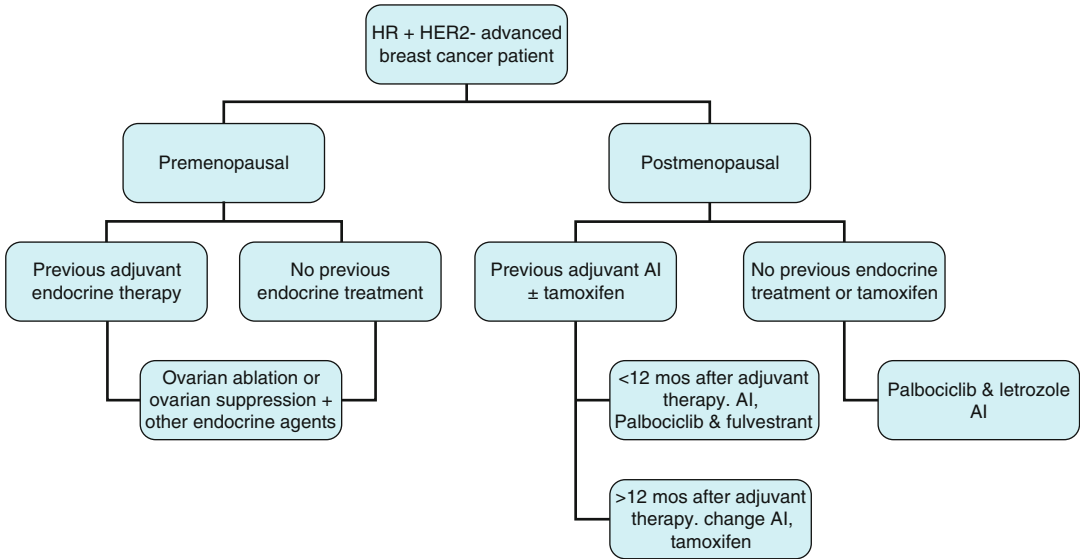 HR + HER2- advanced
breast cancer patient
Premenopausal
Postmenopausal
Previous adjuvant
endocrine therapy
No previous
endocrine treatment
Previous adjuvant AI
± tamoxifen
No previous endocrine
treatment or tamoxifen
Ovarian ablation or
ovarian suppression +
other endocrine agents
<12 mos after adjuvant
therapy. AI,
Palbociclib & fulvestrant
Palbociclib & letrozole
AI
>12 mos after adjuvant
therapy. change AI,
tamoxifen